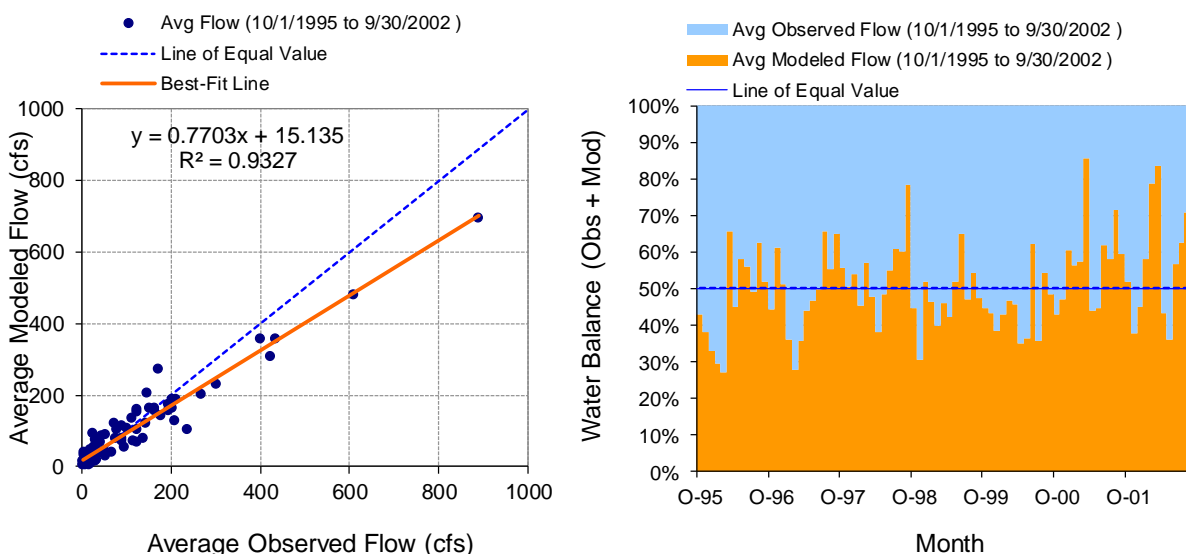 Avg Flow (10/1/1995 to 9/30/2002 )
Line of Equal Value
Best-Fit Line
y = 0.7703x + 15.135
R² = 0.9327
Average Modeled Flow (cfs)
1000
800
600
400
200
0
0 200 400 600 800 1000
Average Observed Flow (cfs)
Avg Observed Flow (10/1/1995 to 9/30/2002 )
Avg Modeled Flow (10/1/1995 to 9/30/2002 )
Line of Equal Value
Water Balance (Obs + Mod)
100%
90%
80%
70%
60%
50%
40%
30%
20%
10%
0%
O-95 O-96 O-97 O-98 O-99 O-00 O-01
Month